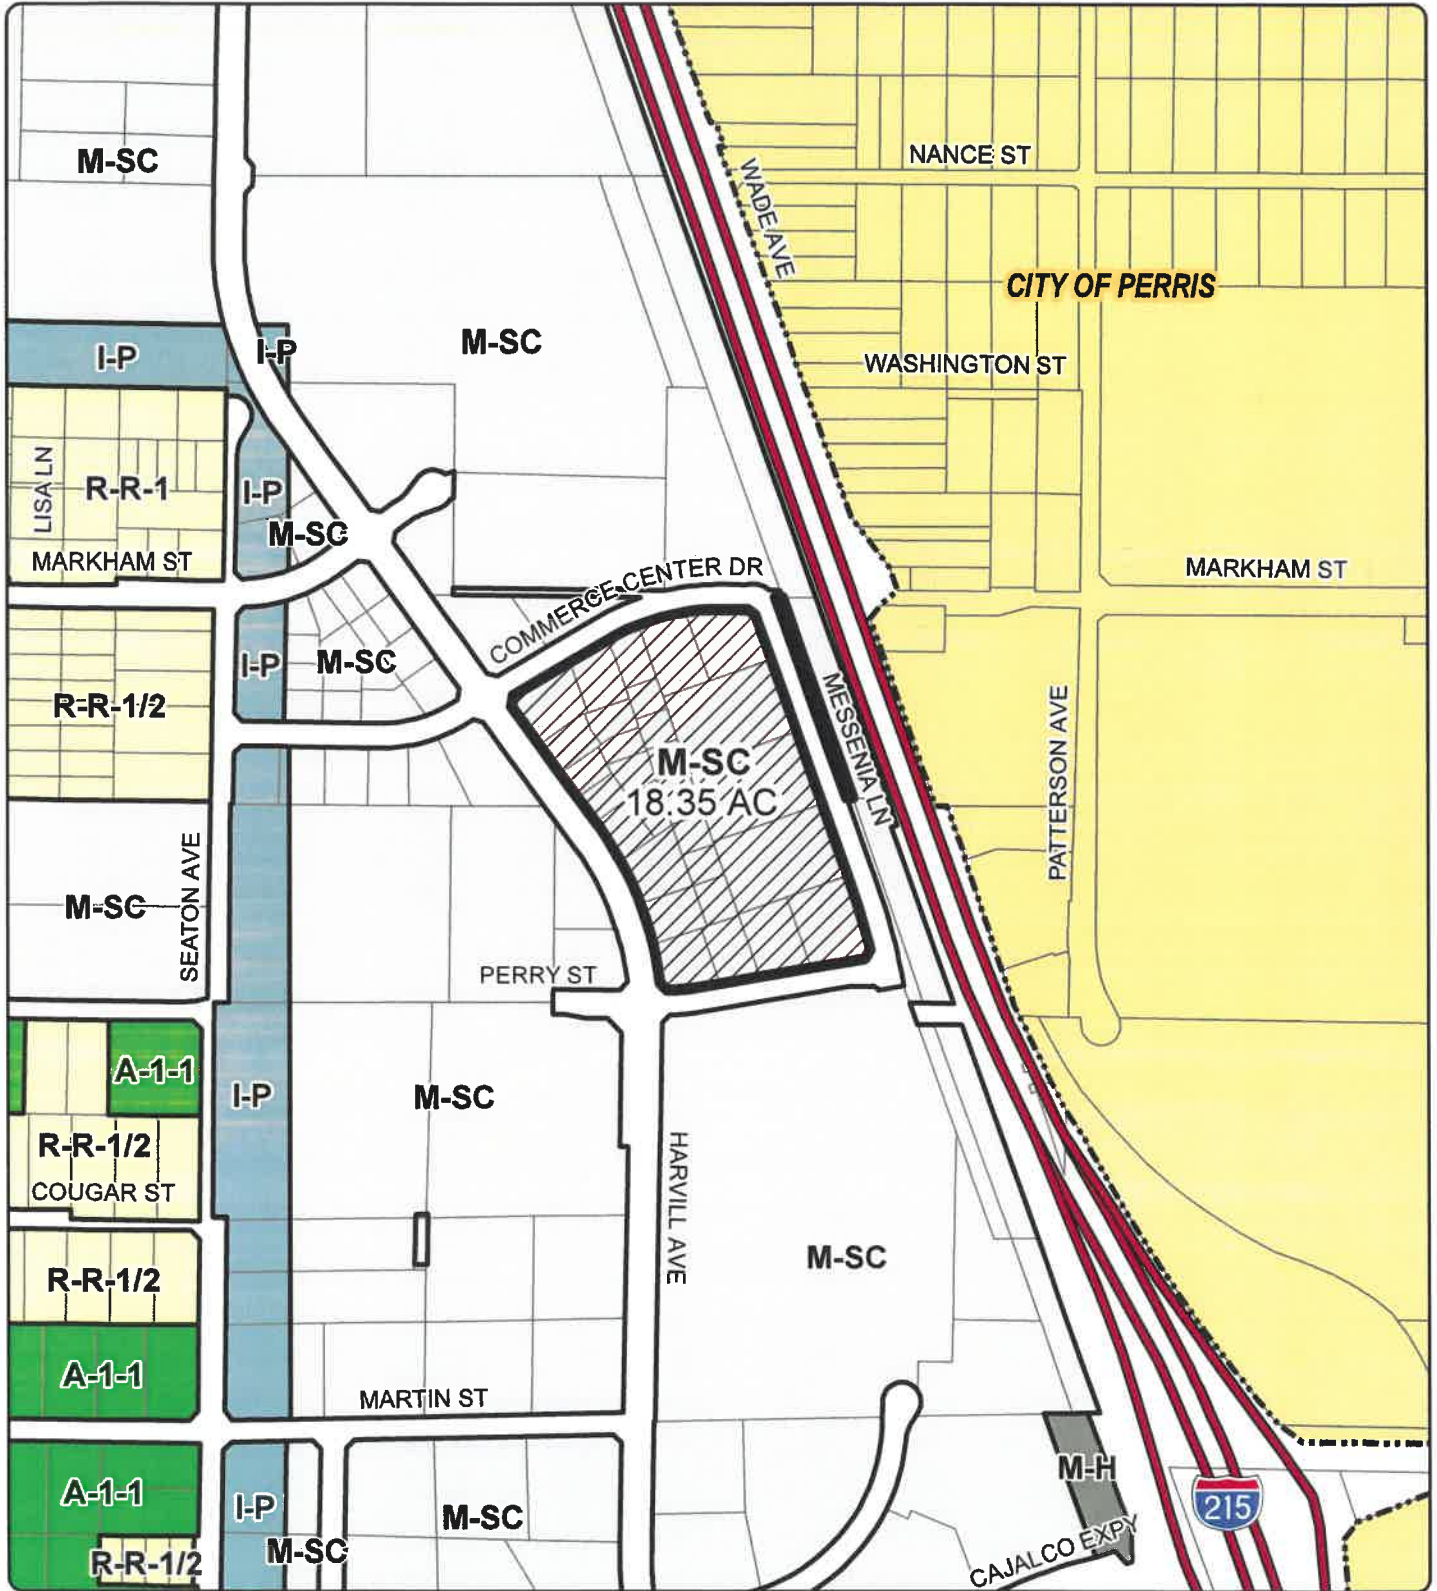 NANCE ST
M-SC
WADE AVE
CITY OF PERRIS
M-SC
I-P
I-P
WASHINGTON ST
LISA LN
R-R-1
I-P
M-SC
MARKHAM ST
COMMERCE CENTER DR
MARKHAM ST
I-P
M-SC
R-R-1/2
MESSENIA LN
PATTERSON AVE
M-SC
18.35 AC
SEATON AVE
M-SC
PERRY ST
A-1-1
I-P
M-SC
R-R-1/2
COUGAR ST
HARVILL AVE
M-SC
R-R-1/2
A-1-1
MARTIN ST
M-H
A-1-1
I-P
M-SC
215
M-SC
CAJALCO EXPY
R-R-1/2